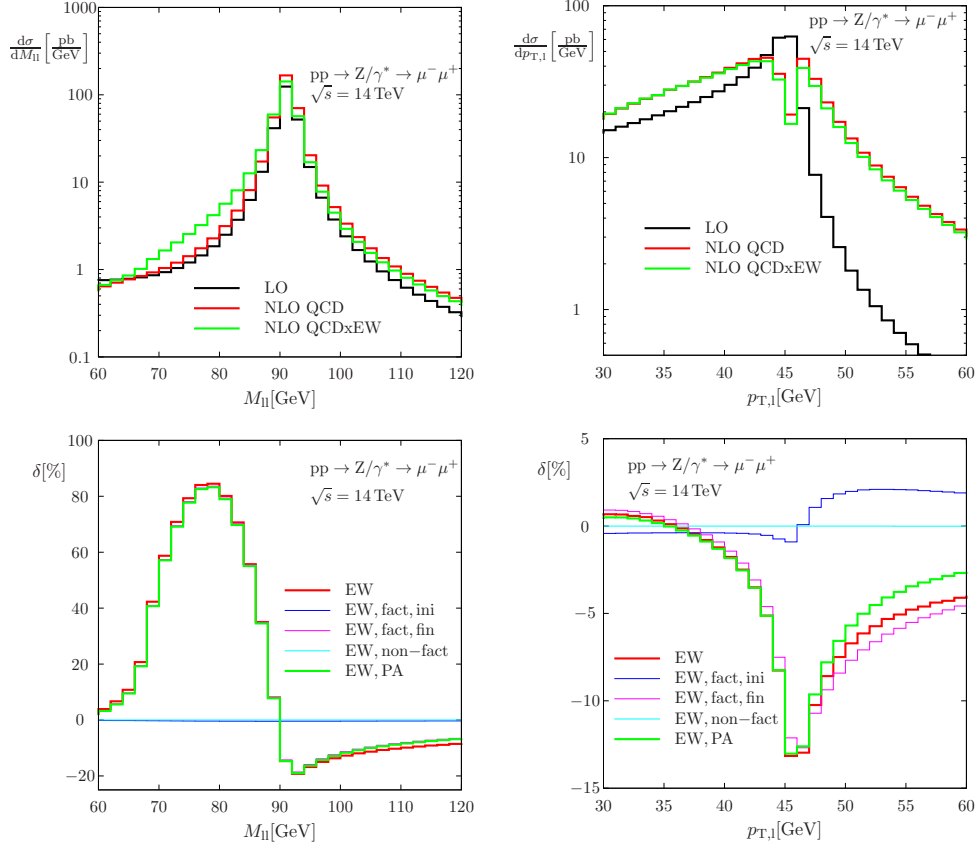 dσ/dM_ll [pb/GeV]
1000
100
10
1
0.1
pp → Z/γ* → μ⁻μ⁺
√s = 14 TeV
LO
NLO QCD
NLO QCDxEW
60 70 80 90 100 110 120
M_ll[GeV]
dσ/dp_T,l [pb/GeV]
100
10
1
pp → Z/γ* → μ⁻μ⁺
√s = 14 TeV
LO
NLO QCD
NLO QCDxEW
30 35 40 45 50 55 60
p_T,l[GeV]
δ[%]
100
80
60
40
20
0
−20
pp → Z/γ* → μ⁻μ⁺
√s = 14 TeV
EW
EW, fact, ini
EW, fact, fin
EW, non−fact
EW, PA
60 70 80 90 100 110 120
M_ll[GeV]
δ[%]
5
0
−5
−10
−15
pp → Z/γ* → μ⁻μ⁺
√s = 14 TeV
EW
EW, fact, ini
EW, fact, fin
EW, non−fact
EW, PA
30 35 40 45 50 55 60
p_T,l[GeV]